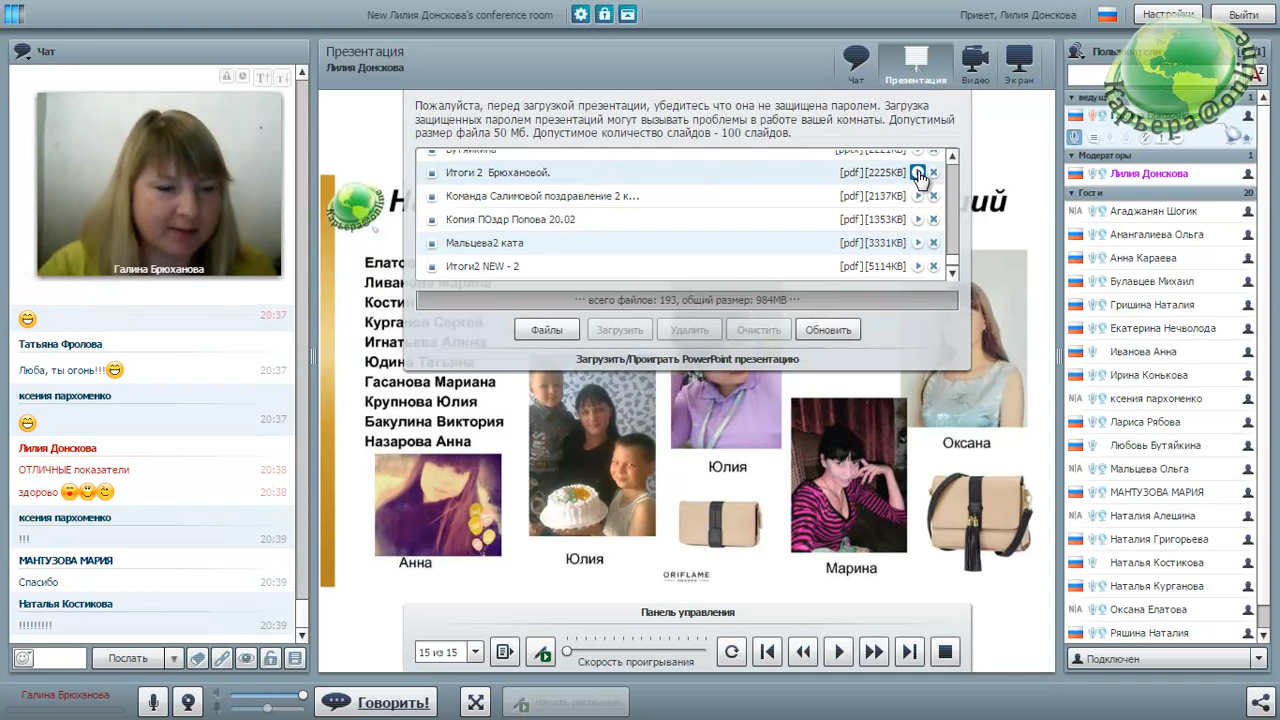 New Лилия Донскова's conference room
Привет, Лилия Донскова
Настройки
Выйти
Чат
Галина Брюханова
20:37
Татьяна Фролова
Люба, ты огонь!!!
20:37
ксения пархоменко
20:37
Лилия Донскова
ОТЛИЧНЫЕ показатели
20:38
здорово
20:38
ксения пархоменко
!!!
20:39
МАНТУЗОВА МАРИЯ
Спасибо
20:39
Наталья Костикова
!!!!!!!!!
20:39
Послать
Галина Брюханова
Говорить!
Презентация
Лилия Донскова
Чат
Презентация
Видео
Экран
Пожалуйста, перед загрузкой презентации, убедитесь что она не защищена паролем. Загрузка
защищенных паролем презентаций могут вызывать проблемы в работе вашей комнаты. Допустимый
размер файла 50 Мб. Допустимое количество слайдов - 100 слайдов.
Бутяйкина [pptx][2221KB]
Итоги 2 Брюхановой. [pdf][2225KB]
Команда Салимовой поздравление 2 к... [pdf][2137KB]
Копия ПОздр Попова 20.02 [pdf][1353KB]
Мальцева2 ката [pdf][3331KB]
Итоги2 NEW - 2 [pdf][5114KB]
··· всего файлов: 193, общий размер: 984MB ···
Файлы
Загрузить
Удалить
Очистить
Обновить
Загрузить/Проиграть PowerPoint презентацию
Гасанова Мариана
Крупнова Юлия
Бакулина Виктория
Назарова Анна
Анна
Юлия
Юлия
Марина
Оксана
ORIFLAME
SWEDEN
Панель управления
15 из 15
Скорость проигрывания
Карьера@online
ведущ
1
Модераторы
1
Лилия Донскова
Гости
20
N/A Агаджанян Шогик
Амангалиева Ольга
Анна Караева
Булавцев Михаил
Гришина Наталия
Екатерина Нечволода
Иванова Анна
Ирина Конькова
N/A ксения пархоменко
Лариса Рябова
Любовь Бутяйкина
N/A Мальцева Ольга
МАНТУЗОВА МАРИЯ
N/A Наталия Алешина
Наталия Григорьева
Наталья Костикова
Наталья Курганова
Оксана Елатова
Ряшина Наталия
Подключен